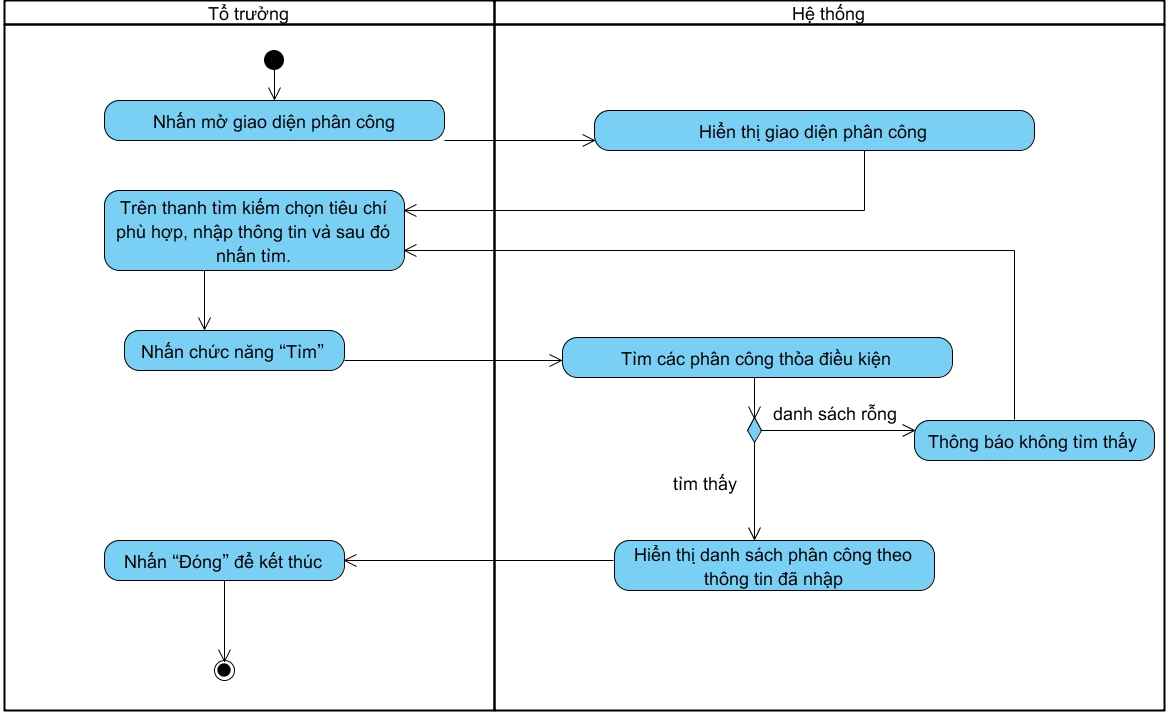 Tổ trưởng
Hệ thống
Nhấn mở giao diện phân công
Hiển thị giao diện phân công
Trên thanh tìm kiếm chọn tiêu chí
phù hợp, nhập thông tin và sau đó
nhấn tìm.
Nhấn chức năng “Tìm”
Tìm các phân công thỏa điều kiện
danh sách rỗng
Thông báo không tìm thấy
tìm thấy
Nhấn “Đóng” để kết thúc
Hiển thị danh sách phân công theo
thông tin đã nhập